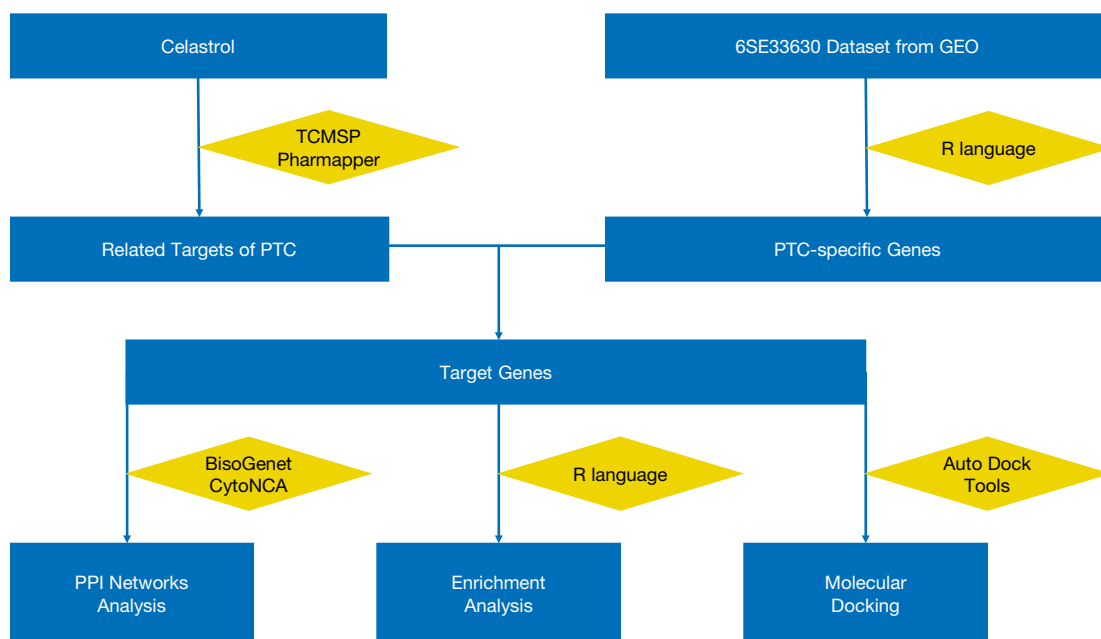 Celastrol
6SE33630 Dataset from GEO
TCMSP
Pharmapper
R language
Related Targets of PTC
PTC-specific Genes
Target Genes
BisoGenet
CytoNCA
R language
Auto Dock
Tools
PPI Networks
Analysis
Enrichment
Analysis
Molecular
Docking